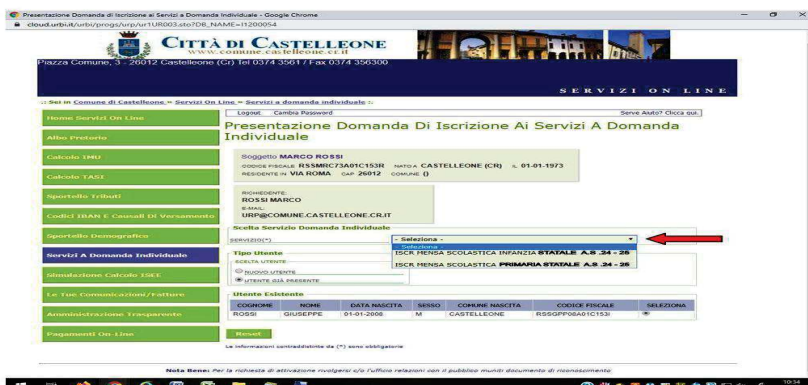 Presentazione Domanda di Iscrizione ai Servizi a Domanda Individuale - Google Chrome
cloud.urbi.it/urbi/progs/urp/ur1UR003.sto?DB_NAME=l1200054
CITTÀ DI CASTELLEONE
www.comune.castelleone.cr.it
Piazza Comune, 3 - 26012 Castelleone (Cr) Tel 0374 3561 / Fax 0374 356300
SERVIZI ON LINE
.: Sei in Comune di Castelleone » Servizi On Line » Servizi a domanda individuale :.
Logout Cambia Password Serve Aiuto? Clicca qui.
Home Servizi On Line
Albo Pretorio
Calcolo IMU
Calcolo TASI
Sportello Tributi
Codici IBAN E Causali Di Versamento
Sportello Demografico
Servizi A Domanda Individuale
Simulazione Calcolo ISEE
Le Tue Comunicazioni/Fatture
Amministrazione Trasparente
Pagamenti On-Line
Presentazione Domanda Di Iscrizione Ai Servizi A Domanda
Individuale
Soggetto MARCO ROSSI
CODICE FISCALE RSSMRC73A01C153R NATO A CASTELLEONE (CR) IL 01-01-1973
RESIDENTE IN VIA ROMA CAP 26012 COMUNE ()
RICHIEDENTE:
ROSSI MARCO
E-MAIL:
URP@COMUNE.CASTELLEONE.CR.IT
Scelta Servizio Domanda Individuale
SERVIZIO(*) - Seleziona -
- Seleziona -
ISCR MENSA SCOLASTICA INFANZIA STATALE A.S .24 - 25
ISCR MENSA SCOLASTICA PRIMARIA STATALE A.S .24 - 25
Tipo Utente
SCELTA UTENTE
NUOVO UTENTE
UTENTE GIÀ PRESENTE
Utente Esistente
COGNOME NOME DATA NASCITA SESSO COMUNE NASCITA CODICE FISCALE SELEZIONA
ROSSI GIUSEPPE 01-01-2008 M CASTELLEONE RSSGPP08A01C153I
Reset
Le informazioni contraddistinte da (*) sono obbligatorie
Nota Bene: Per la richiesta di attivazione rivolgersi c/o l'ufficio relazioni con il pubblico muniti documento di riconoscimento
10:34